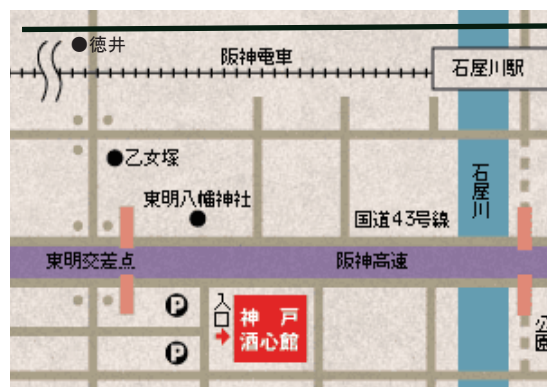 徳井
阪神電車
石屋川駅
乙女塚
石屋川
東明八幡神社
国道43号線
東明交差点
阪神高速
P
入口
神戸
酒心館
P
公園